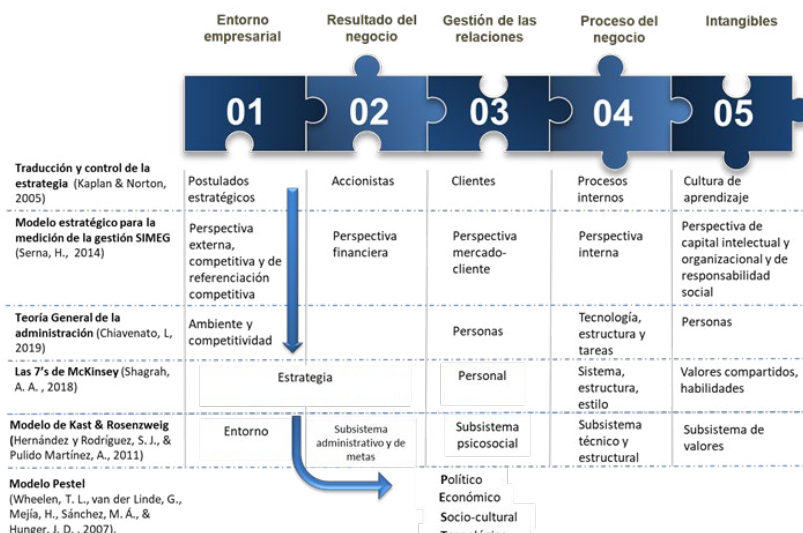 Entorno
empresarial
Resultado del
negocio
Gestión de las
relaciones
Proceso del
negocio
Intangibles
01
02
03
04
05
Traducción y control de la
estrategia (Kaplan & Norton,
2005)
Postulados
estratégicos
Accionistas
Clientes
Procesos
internos
Cultura de
aprendizaje
Modelo estratégico para la
medición de la gestión SIMEG
(Serna, H., 2014)
Perspectiva
externa,
competitiva y de
referenciación
competitiva
Perspectiva
financiera
Perspectiva
mercado-
cliente
Perspectiva
interna
Perspectiva de
capital intelectual y
organizacional y de
responsabilidad
social
Teoría General de la
administración (Chiavenato, I,
2019)
Ambiente y
competitividad
Personas
Tecnología,
estructura y
tareas
Personas
Las 7's de McKinsey (Shagrah,
A. A. , 2018)
Estrategia
Personal
Sistema,
estructura,
estilo
Valores compartidos,
habilidades
Modelo de Kast & Rosenzweig
(Hernández y Rodríguez, S. J., &
Pulido Martínez, A., 2011)
Entorno
Subsistema
administrativo y de
metas
Subsistema
psicosocial
Subsistema
técnico y
estructural
Subsistema de
valores
Modelo Pestel
(Wheelen, T. L., van der Linde, G.,
Mejía, H., Sánchez, M. Á., &
Hunger, J. D. , 2007).
Político
Económico
Socio-cultural